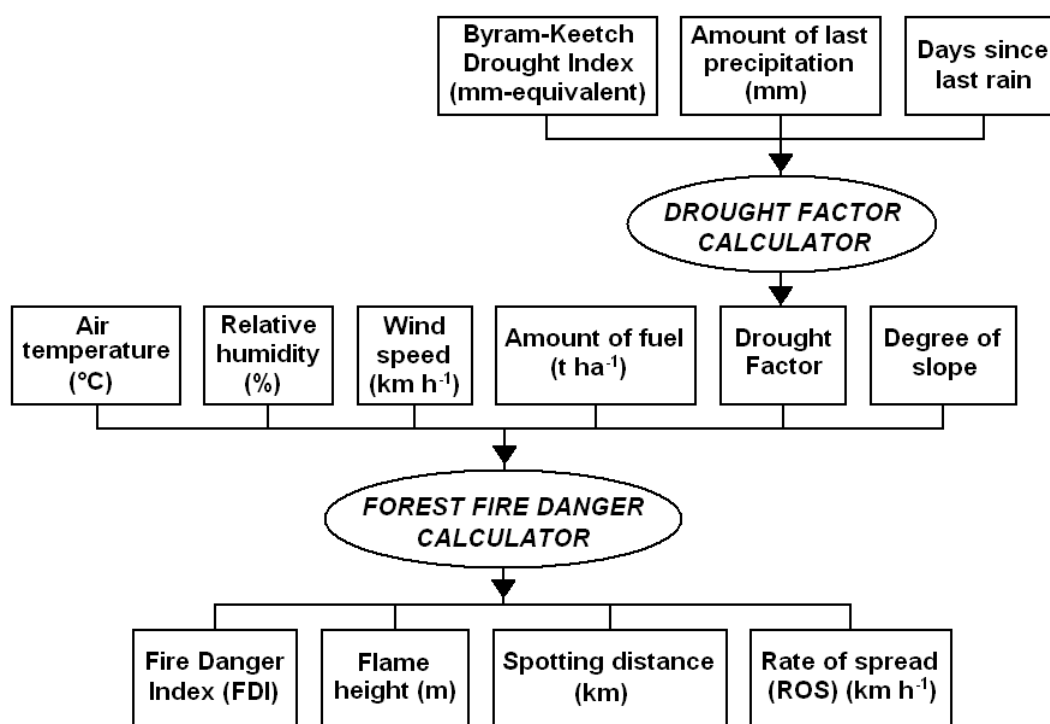 Byram-Keetch
Drought Index
(mm-equivalent)
Amount of last
precipitation
(mm)
Days since
last rain
DROUGHT FACTOR
CALCULATOR
Air
temperature
(°C)
Relative
humidity
(%)
Wind
speed
(km h⁻¹)
Amount of fuel
(t ha⁻¹)
Drought
Factor
Degree of
slope
FOREST FIRE DANGER
CALCULATOR
Fire Danger
Index (FDI)
Flame
height (m)
Spotting distance
(km)
Rate of spread
(ROS) (km h⁻¹)